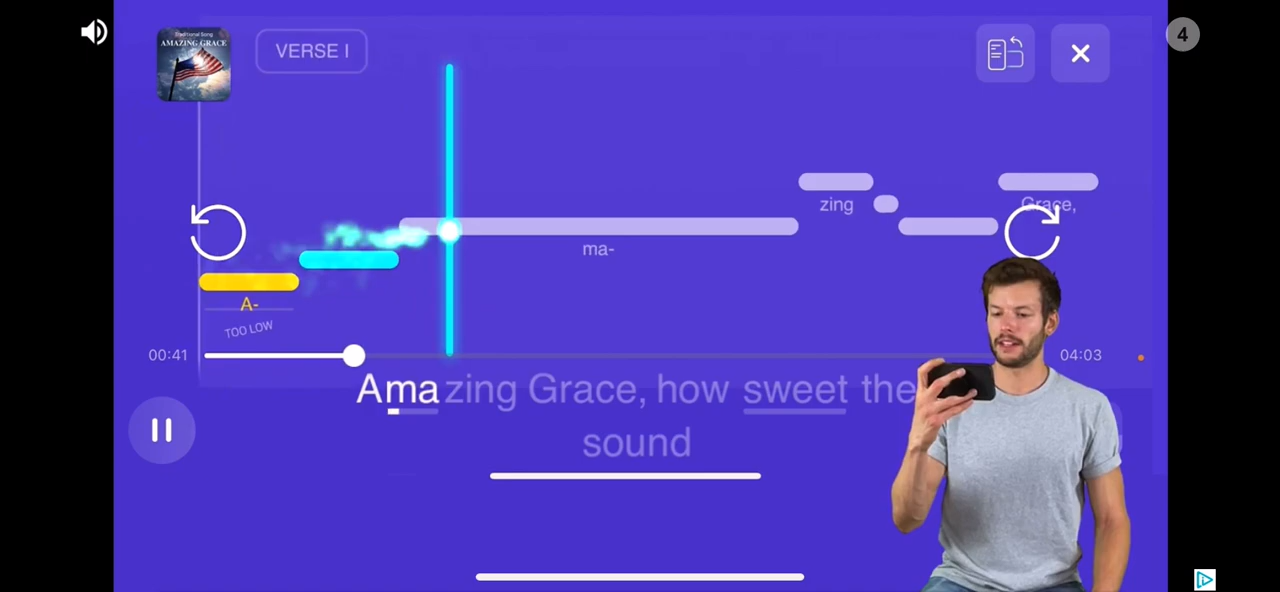 Traditional Song
AMAZING GRACE
VERSE I
4
zing
Grace,
ma-
A-
TOO LOW
00:41
04:03
Amazing Grace, how sweet the
sound